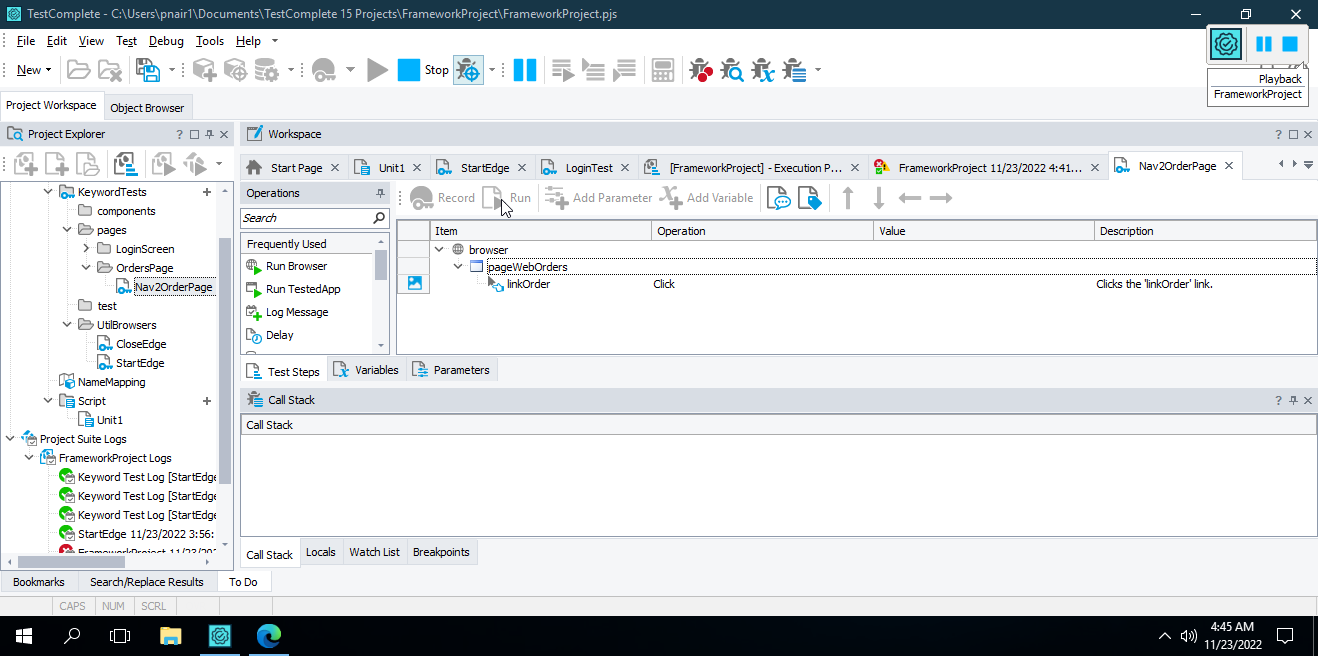 TestComplete - C:\Users\pnair1\Documents\TestComplete 15 Projects\FrameworkProject\FrameworkProject.pjs
File Edit View Test Debug Tools Help
New Stop
Playback
FrameworkProject
Project Workspace Object Browser
Project Explorer ?
Workspace ?
Start Page Unit1 StartEdge LoginTest [FrameworkProject] - Execution P... FrameworkProject 11/23/2022 4:41... Nav2OrderPage
Operations
Record Run Add Parameter Add Variable
Search
Frequently Used
Run Browser
Run TestedApp
Log Message
Delay
Item Operation Value Description
browser
pageWebOrders
linkOrder Click Clicks the 'linkOrder' link.
KeywordTests
components
pages
LoginScreen
OrdersPage
Nav2OrderPage
test
UtilBrowsers
CloseEdge
StartEdge
NameMapping
Script
Unit1
Project Suite Logs
FrameworkProject Logs
Keyword Test Log [StartEdge
Keyword Test Log [StartEdge
Keyword Test Log [StartEdge
StartEdge 11/23/2022 3:56:
FrameworkProject 11/23/202
Test Steps Variables Parameters
Call Stack ?
Call Stack
Call Stack Locals Watch List Breakpoints
Bookmarks Search/Replace Results To Do
CAPS NUM SCRL
4:45 AM
11/23/2022